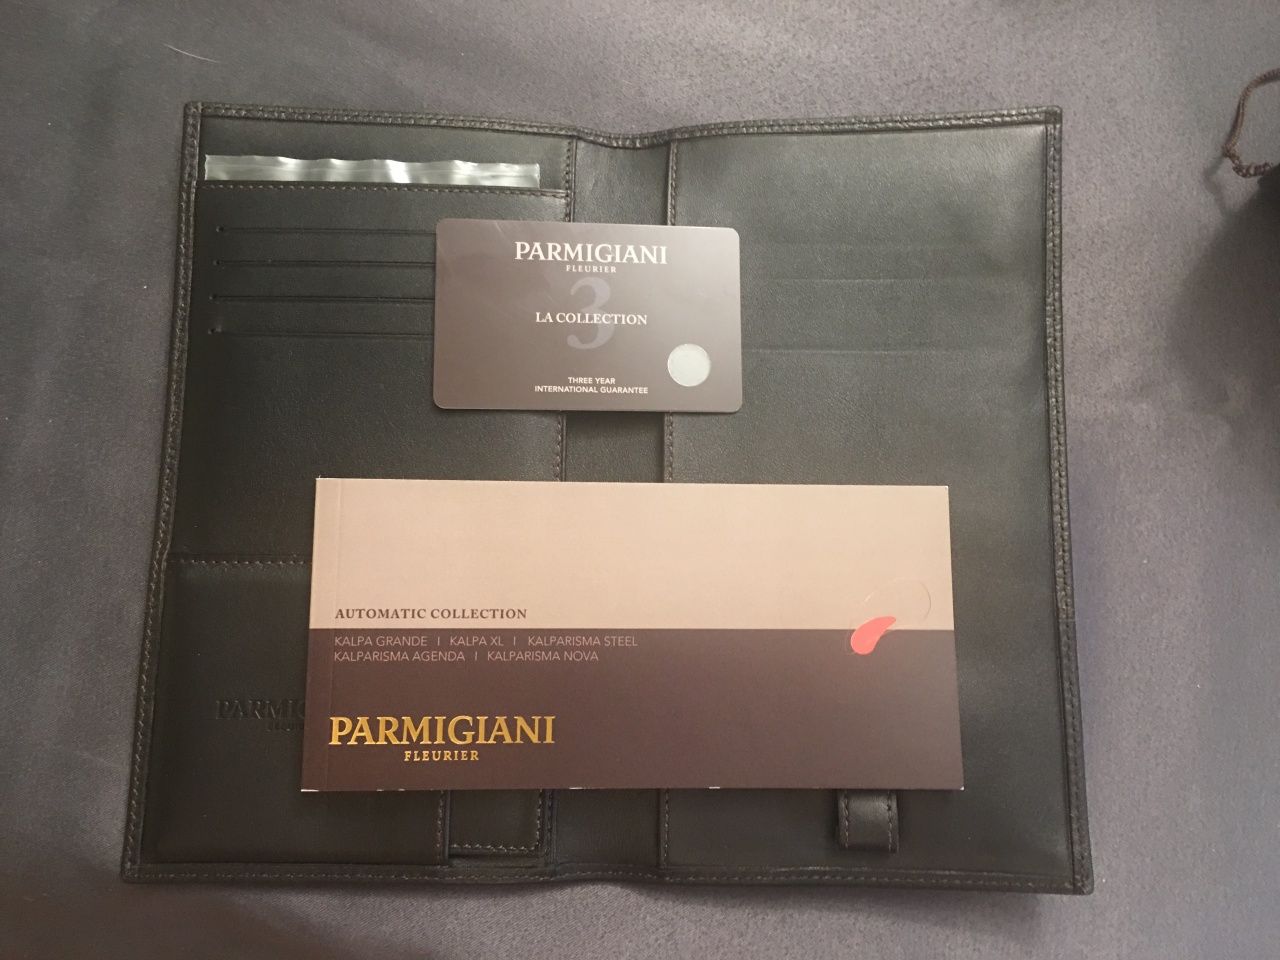 PARMIGIANI
FLEURIER
3
LA COLLECTION
THREE YEAR
INTERNATIONAL GUARANTEE
AUTOMATIC COLLECTION
KALPA GRANDE I KALPA XL I KALPARISMA STEEL
KALPARISMA AGENDA I KALPARISMA NOVA
PARMIG
PARMIGIANI
FLEURIER